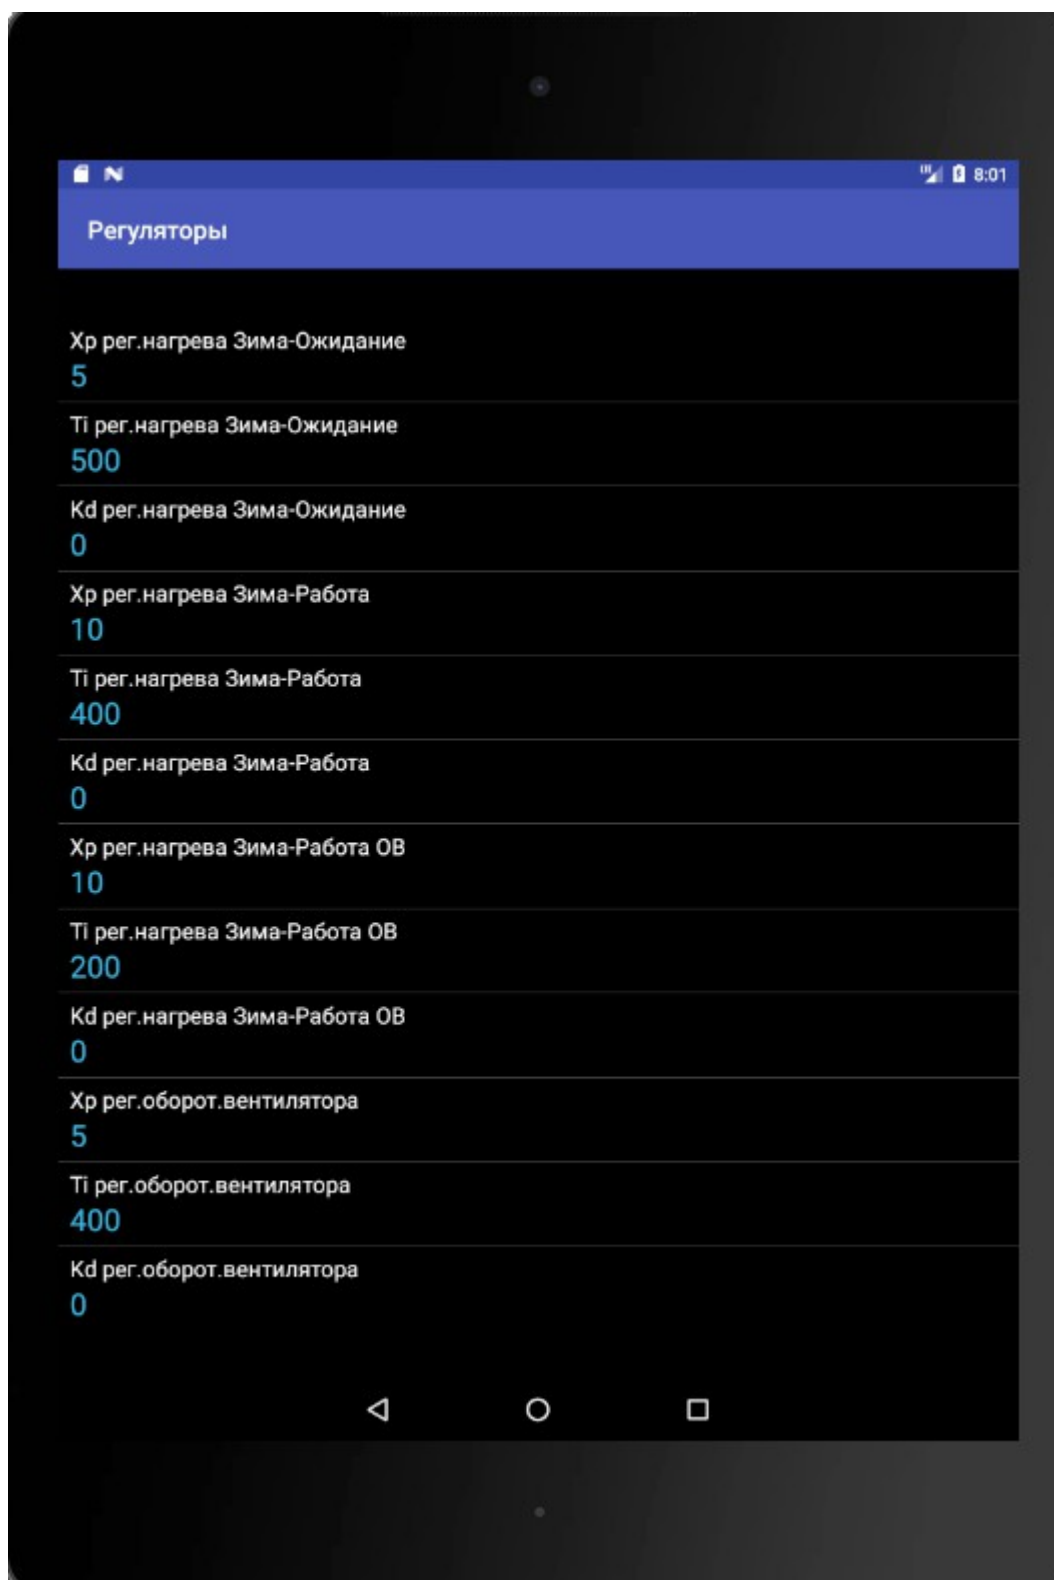 8:01
Регуляторы
Xp рег.нагрева Зима-Ожидание
5
Ti рег.нагрева Зима-Ожидание
500
Kd рег.нагрева Зима-Ожидание
0
Xp рег.нагрева Зима-Работа
10
Ti рег.нагрева Зима-Работа
400
Kd рег.нагрева Зима-Работа
0
Xp рег.нагрева Зима-Работа ОВ
10
Ti рег.нагрева Зима-Работа ОВ
200
Kd рег.нагрева Зима-Работа ОВ
0
Xp рег.оборот.вентилятора
5
Ti рег.оборот.вентилятора
400
Kd рег.оборот.вентилятора
0